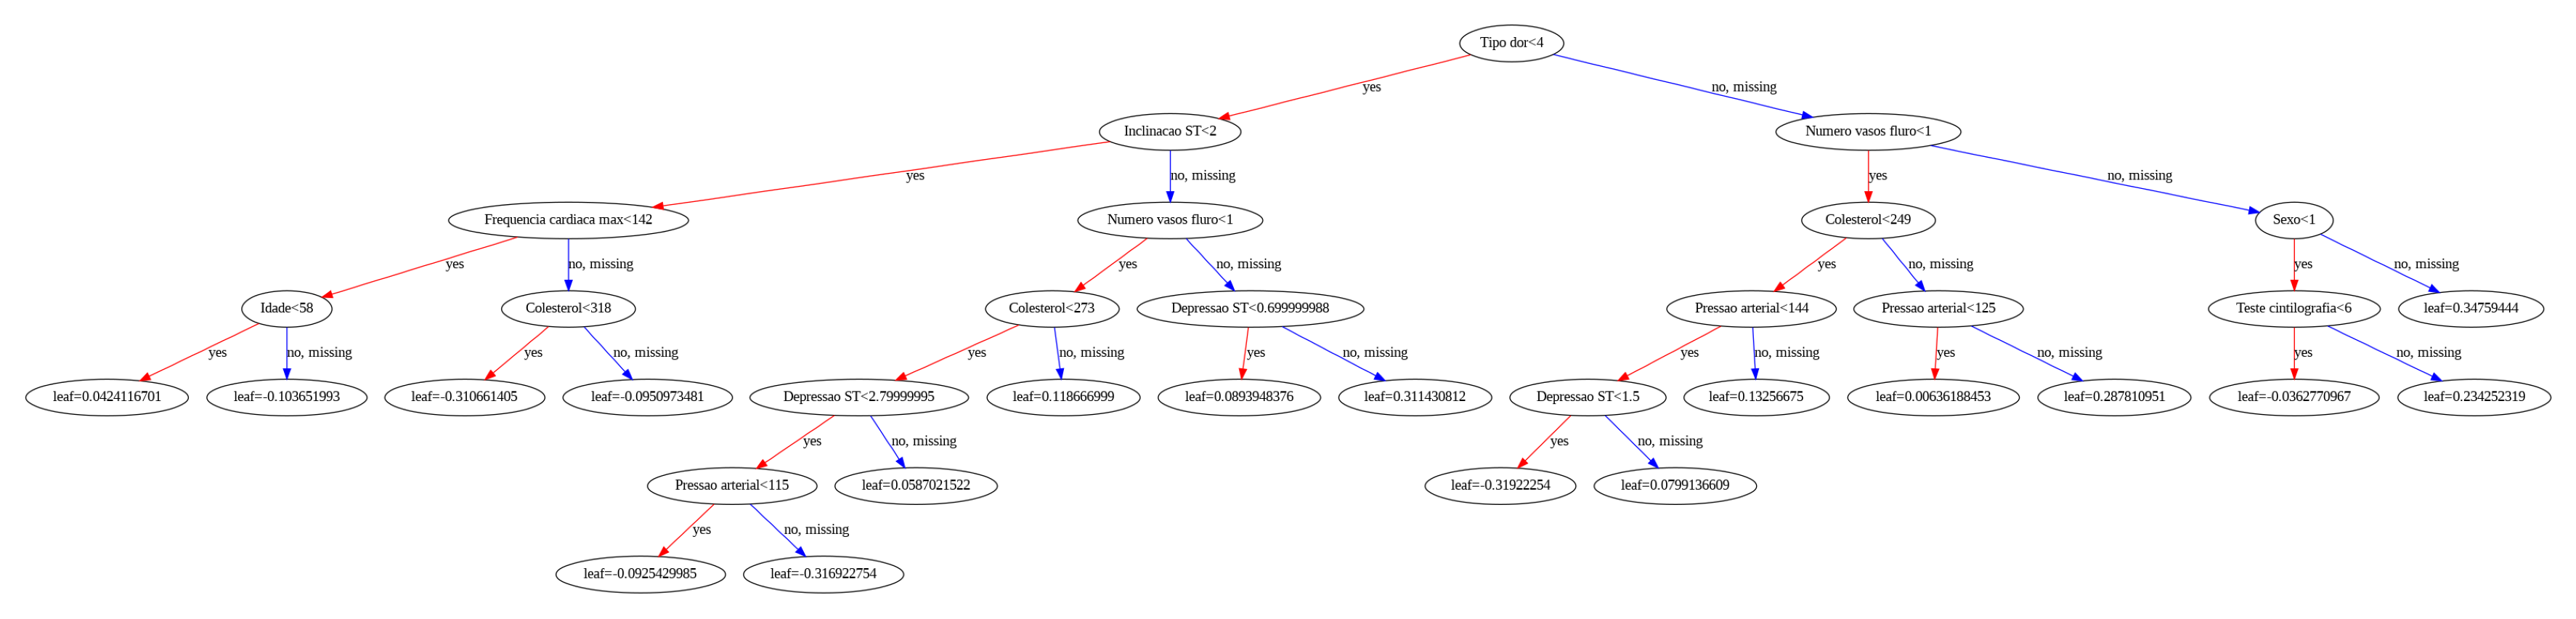 Tipo dor<4
yes
no, missing
Inclinacao ST<2
Numero vasos fluro<1
yes
no, missing
yes
no, missing
Frequencia cardiaca max<142
Numero vasos fluro<1
Colesterol<249
Sexo<1
yes
no, missing
yes
no, missing
yes
no, missing
yes
no, missing
Idade<58
Colesterol<318
Colesterol<273
Depressao ST<0.699999988
Pressao arterial<144
Pressao arterial<125
Teste cintilografia<6
leaf=0.34759444
yes
no, missing
yes
no, missing
yes
no, missing
yes
no, missing
yes
no, missing
yes
no, missing
yes
no, missing
leaf=0.0424116701
leaf=-0.103651993
leaf=-0.310661405
leaf=-0.0950973481
Depressao ST<2.79999995
leaf=0.118666999
leaf=0.0893948376
leaf=0.311430812
Depressao ST<1.5
leaf=0.13256675
leaf=0.00636188453
leaf=0.287810951
leaf=-0.0362770967
leaf=0.234252319
yes
no, missing
yes
no, missing
Pressao arterial<115
leaf=0.0587021522
leaf=-0.31922254
leaf=0.0799136609
yes
no, missing
leaf=-0.0925429985
leaf=-0.316922754